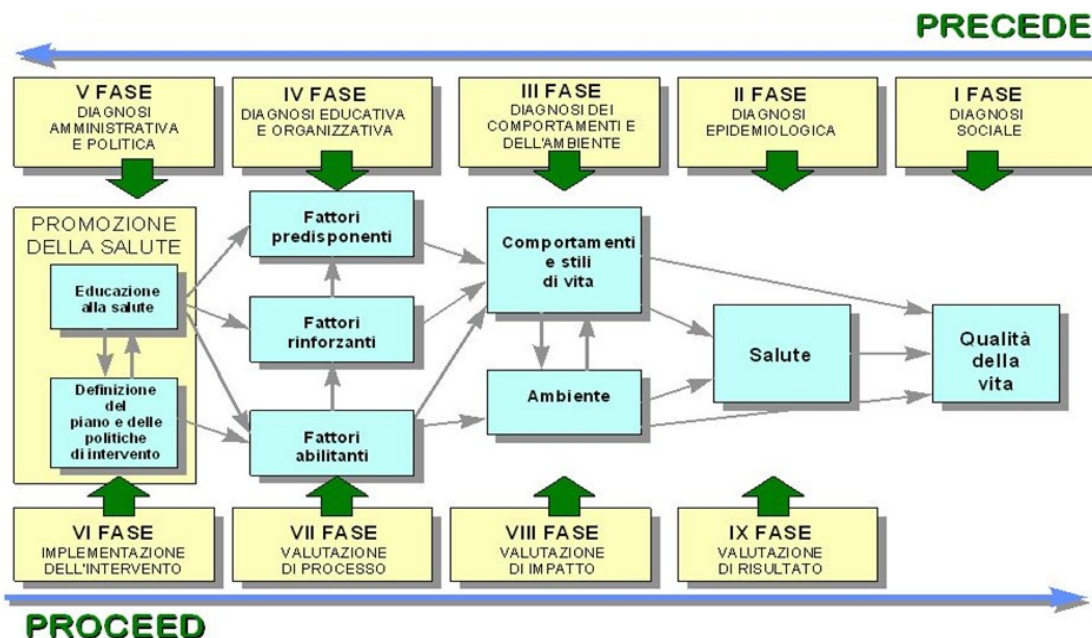 PRECEDE
V FASE
DIAGNOSI
AMMINISTRATIVA
E POLITICA
IV FASE
DIAGNOSI EDUCATIVA
E ORGANIZZATIVA
III FASE
DIAGNOSI DEI
COMPORTAMENTI E
DELL'AMBIENTE
II FASE
DIAGNOSI
EPIDEMIOLOGICA
I FASE
DIAGNOSI
SOCIALE
PROMOZIONE
DELLA SALUTE
Educazione
alla salute
Definizione
del
piano e delle
politiche
di intervento
Fattori
predisponenti
Fattori
rinforzanti
Fattori
abilitanti
Comportamenti
e stili
di vita
Ambiente
Salute
Qualità
della
vita
VI FASE
IMPLEMENTAZIONE
DELL'INTERVENTO
VII FASE
VALUTAZIONE
DI PROCESSO
VIII FASE
VALUTAZIONE
DI IMPATTO
IX FASE
VALUTAZIONE
DI RISULTATO
PROCEED